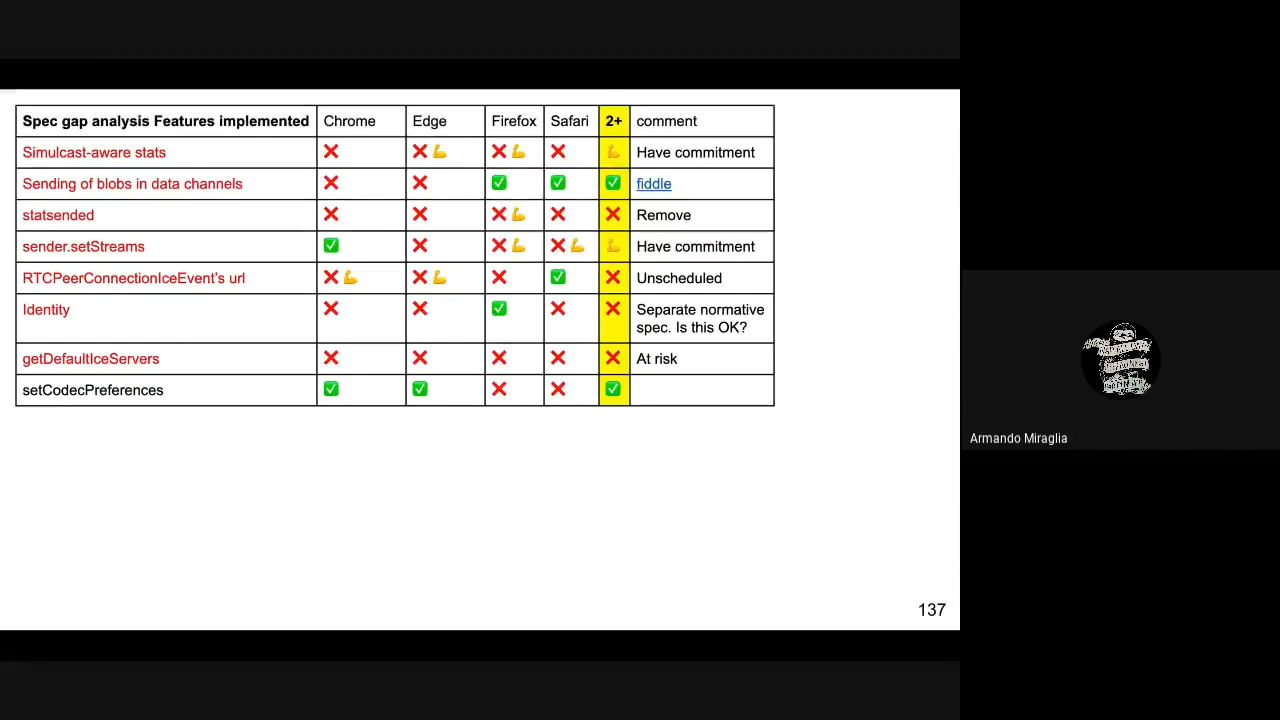 Spec gap analysis Features implemented Chrome Edge Firefox Safari 2+ comment
Simulcast-aware stats ❌ ❌💪 ❌💪 ❌ 💪 Have commitment
Sending of blobs in data channels ❌ ❌ ✅ ✅ ✅ fiddle
statsended ❌ ❌ ❌💪 ❌ ❌ Remove
sender.setStreams ✅ ❌ ❌💪 ❌💪 💪 Have commitment
RTCPeerConnectionIceEvent's url ❌💪 ❌💪 ❌ ✅ ❌ Unscheduled
Identity ❌ ❌ ✅ ❌ ❌ Separate normative
spec. Is this OK?
getDefaultIceServers ❌ ❌ ❌ ❌ ❌ At risk
setCodecPreferences ✅ ✅ ❌ ❌ ✅
137
Armando Miraglia